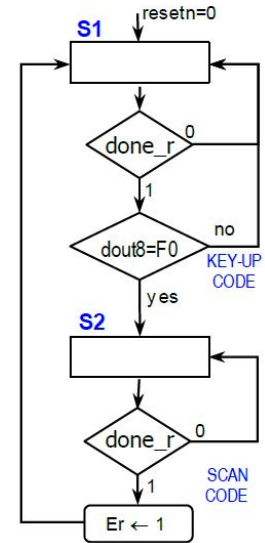 resetn=0
S1
done_r
0
1
dout8=F0
no
KEY-UP
CODE
yes
S2
done_r
0
1
SCAN
CODE
Er ← 1